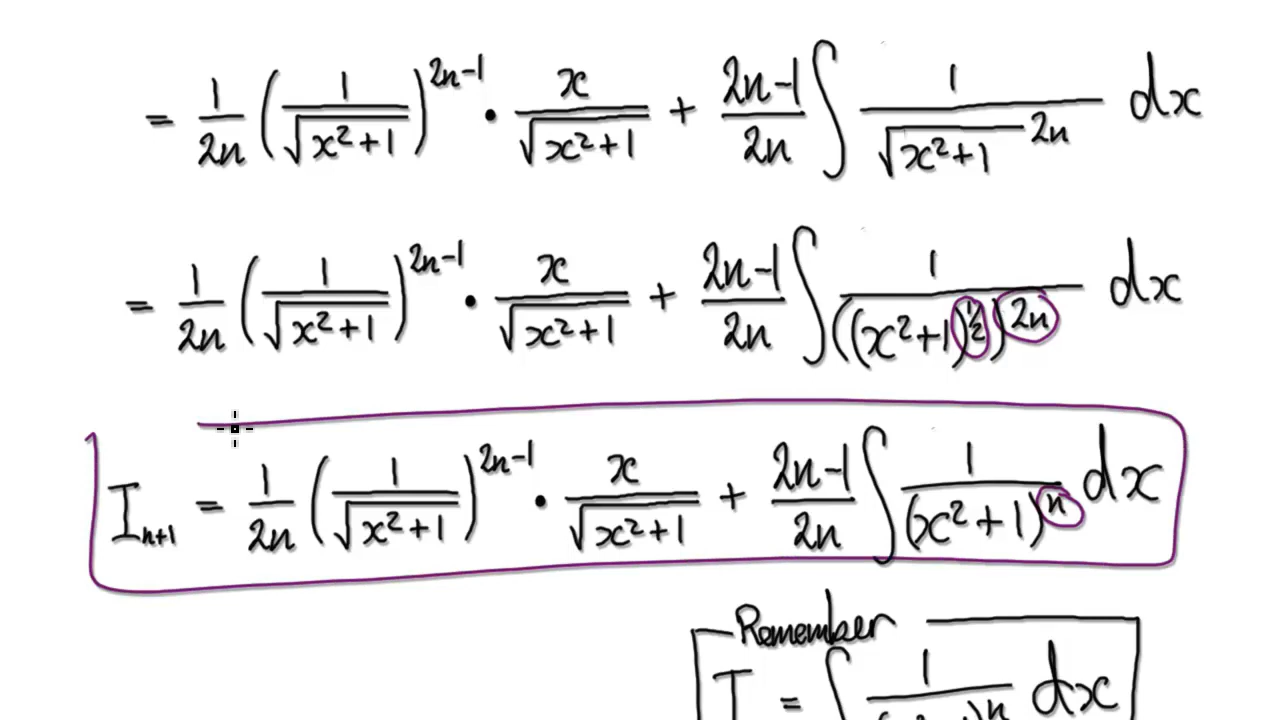 = 1/2n (1/√(x²+1))^(2n-1) · x/√(x²+1) + (2n-1)/2n ∫ 1/√(x²+1)^(2n) dx
= 1/2n (1/√(x²+1))^(2n-1) · x/√(x²+1) + (2n-1)/2n ∫ 1/((x²+1)^(1/2))^(2n) dx
I_(n+1) = 1/2n (1/√(x²+1))^(2n-1) · x/√(x²+1) + (2n-1)/2n ∫ 1/(x²+1)^n dx
Remember
I = ∫ 1/( )^n dx